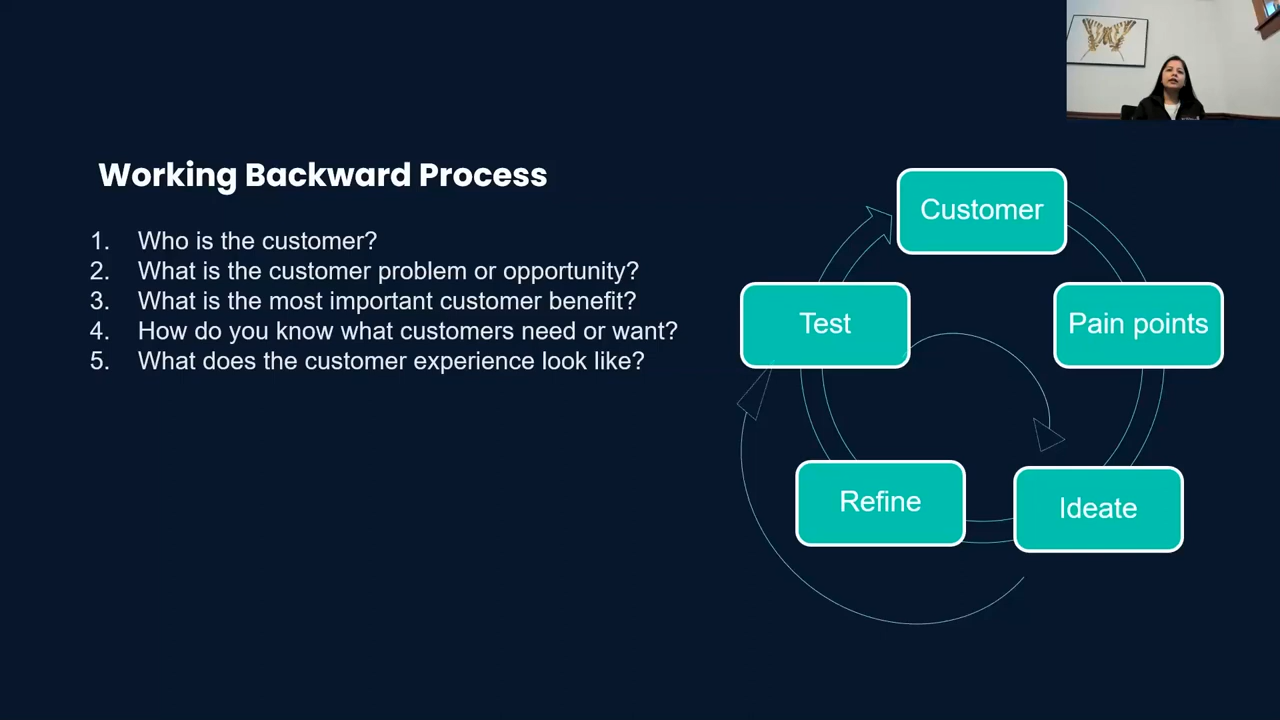 Working Backward Process
1. Who is the customer?
2. What is the customer problem or opportunity?
3. What is the most important customer benefit?
4. How do you know what customers need or want?
5. What does the customer experience look like?
Customer
Test
Pain points
Refine
Ideate